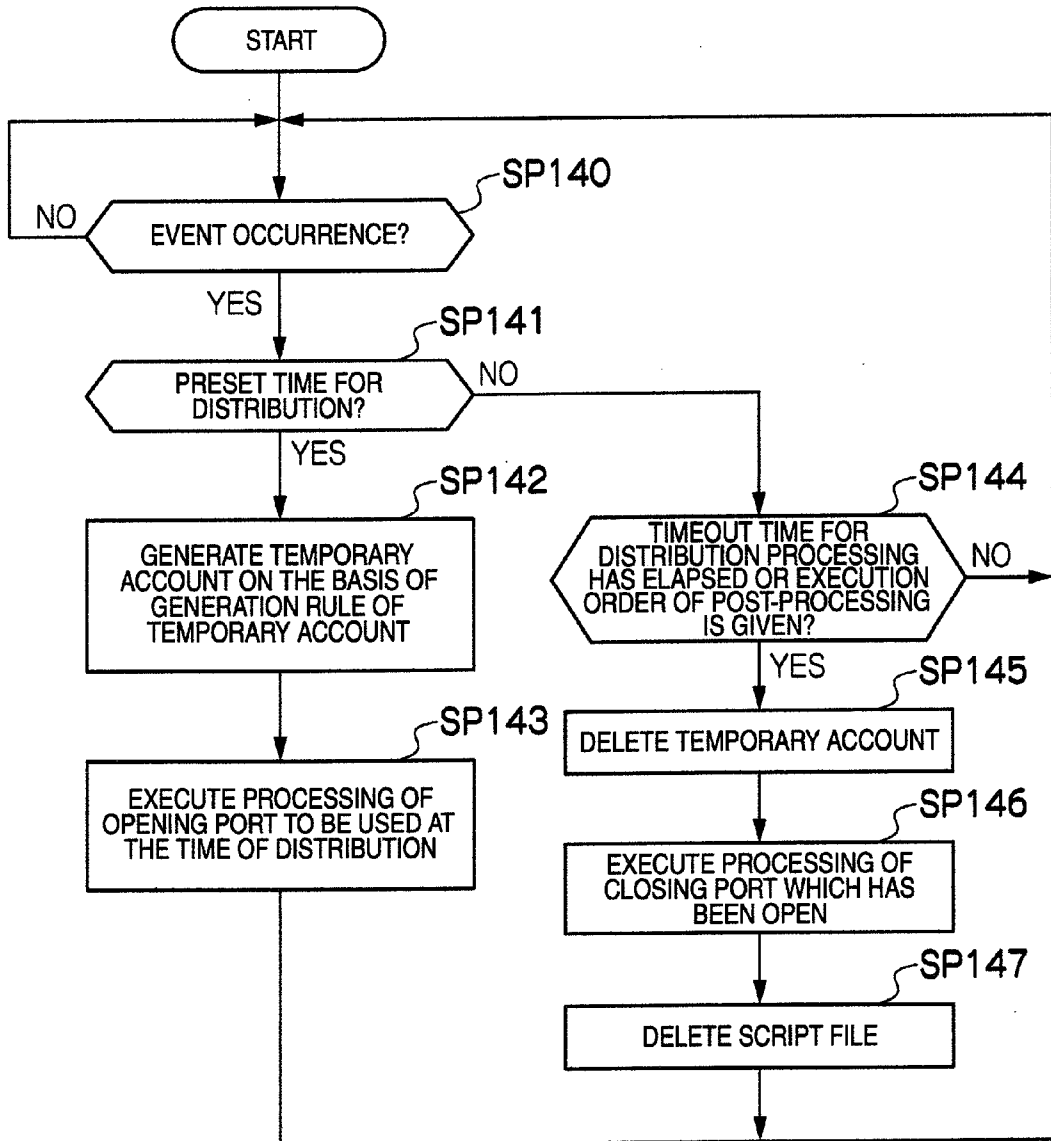 START
SP140
NO
EVENT OCCURRENCE?
YES
SP141
PRESET TIME FOR
DISTRIBUTION?
NO
YES
SP142
GENERATE TEMPORARY
ACCOUNT ON THE BASIS OF
GENERATION RULE OF
TEMPORARY ACCOUNT
SP143
EXECUTE PROCESSING OF
OPENING PORT TO BE USED AT
THE TIME OF DISTRIBUTION
SP144
TIMEOUT TIME FOR
DISTRIBUTION PROCESSING
HAS ELAPSED OR EXECUTION
ORDER OF POST-PROCESSING
IS GIVEN?
NO
YES
SP145
DELETE TEMPORARY ACCOUNT
SP146
EXECUTE PROCESSING OF
CLOSING PORT WHICH HAS
BEEN OPEN
SP147
DELETE SCRIPT FILE